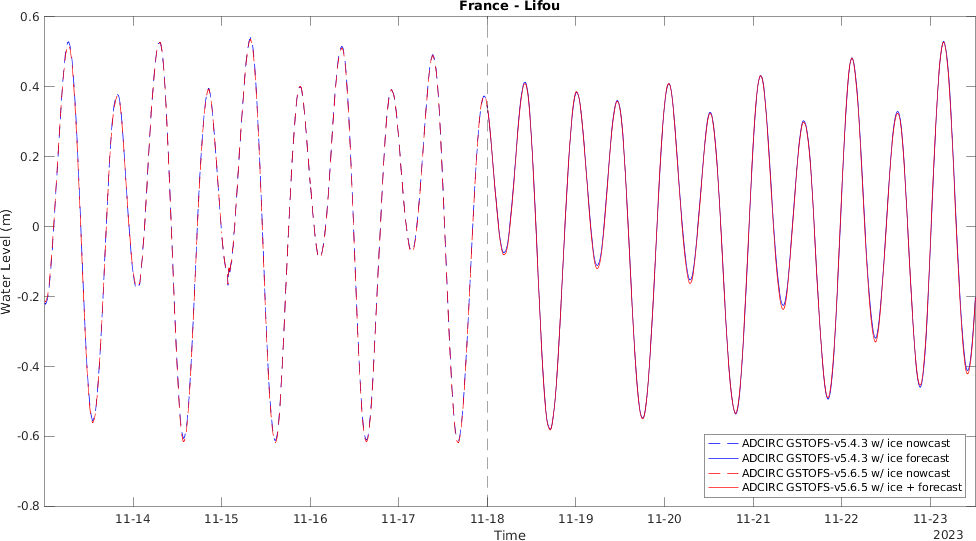 France - Lifou
0.6
0.4
0.2
0
-0.2
-0.4
-0.6
-0.8
Water Level (m)
ADCIRC GSTOFS-v5.4.3 w/ ice nowcast
ADCIRC GSTOFS-v5.4.3 w/ ice forecast
ADCIRC GSTOFS-v5.6.5 w/ ice nowcast
ADCIRC GSTOFS-v5.6.5 w/ ice + forecast
11-14 11-15 11-16 11-17 11-18 11-19 11-20 11-21 11-22 11-23
Time
2023